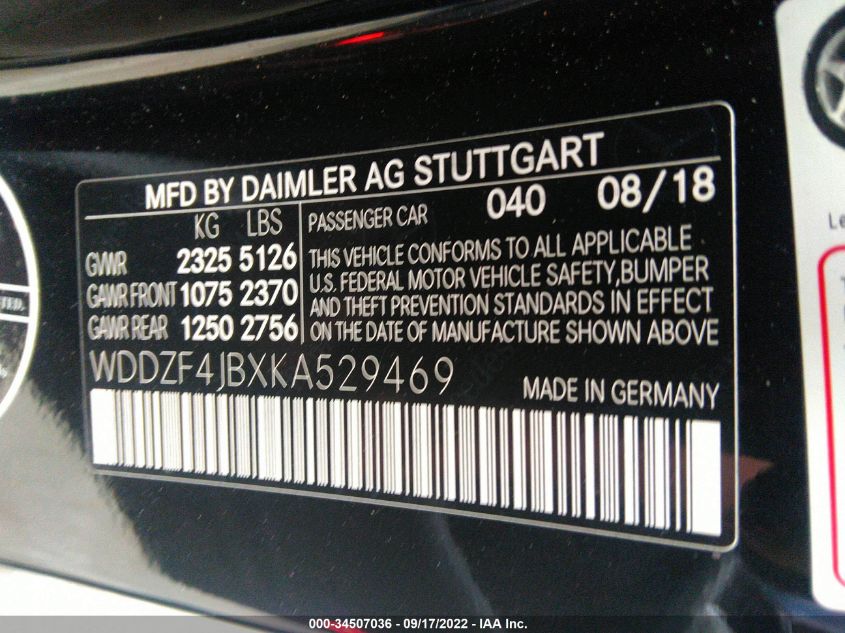 MFD BY DAIMLER AG STUTTGART
KG LBS
GVWR 2325 5126
GAWR FRONT 1075 2370
GAWR REAR 1250 2756
PASSENGER CAR 040 08/18
THIS VEHICLE CONFORMS TO ALL APPLICABLE
U.S. FEDERAL MOTOR VEHICLE SAFETY,BUMPER
AND THEFT PREVENTION STANDARDS IN EFFECT
ON THE DATE OF MANUFACTURE SHOWN ABOVE
WDDZF4JBXKA529469
MADE IN GERMANY
000-34507036 - 09/17/2022 - IAA Inc.